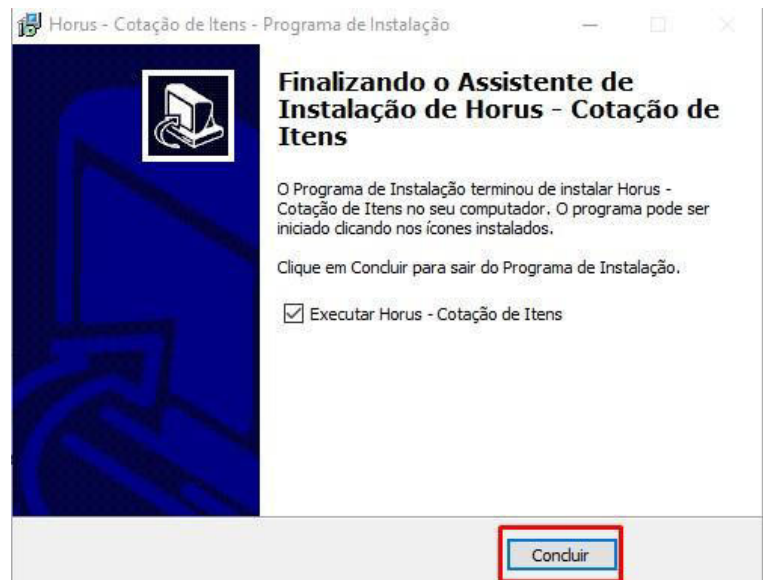 Horus - Cotação de Itens - Programa de Instalação
Finalizando o Assistente de
Instalação de Horus - Cotação de
Itens
O Programa de Instalação terminou de instalar Horus -
Cotação de Itens no seu computador. O programa pode ser
iniciado clicando nos ícones instalados.
Clique em Concluir para sair do Programa de Instalação.
Executar Horus - Cotação de Itens
Concluir